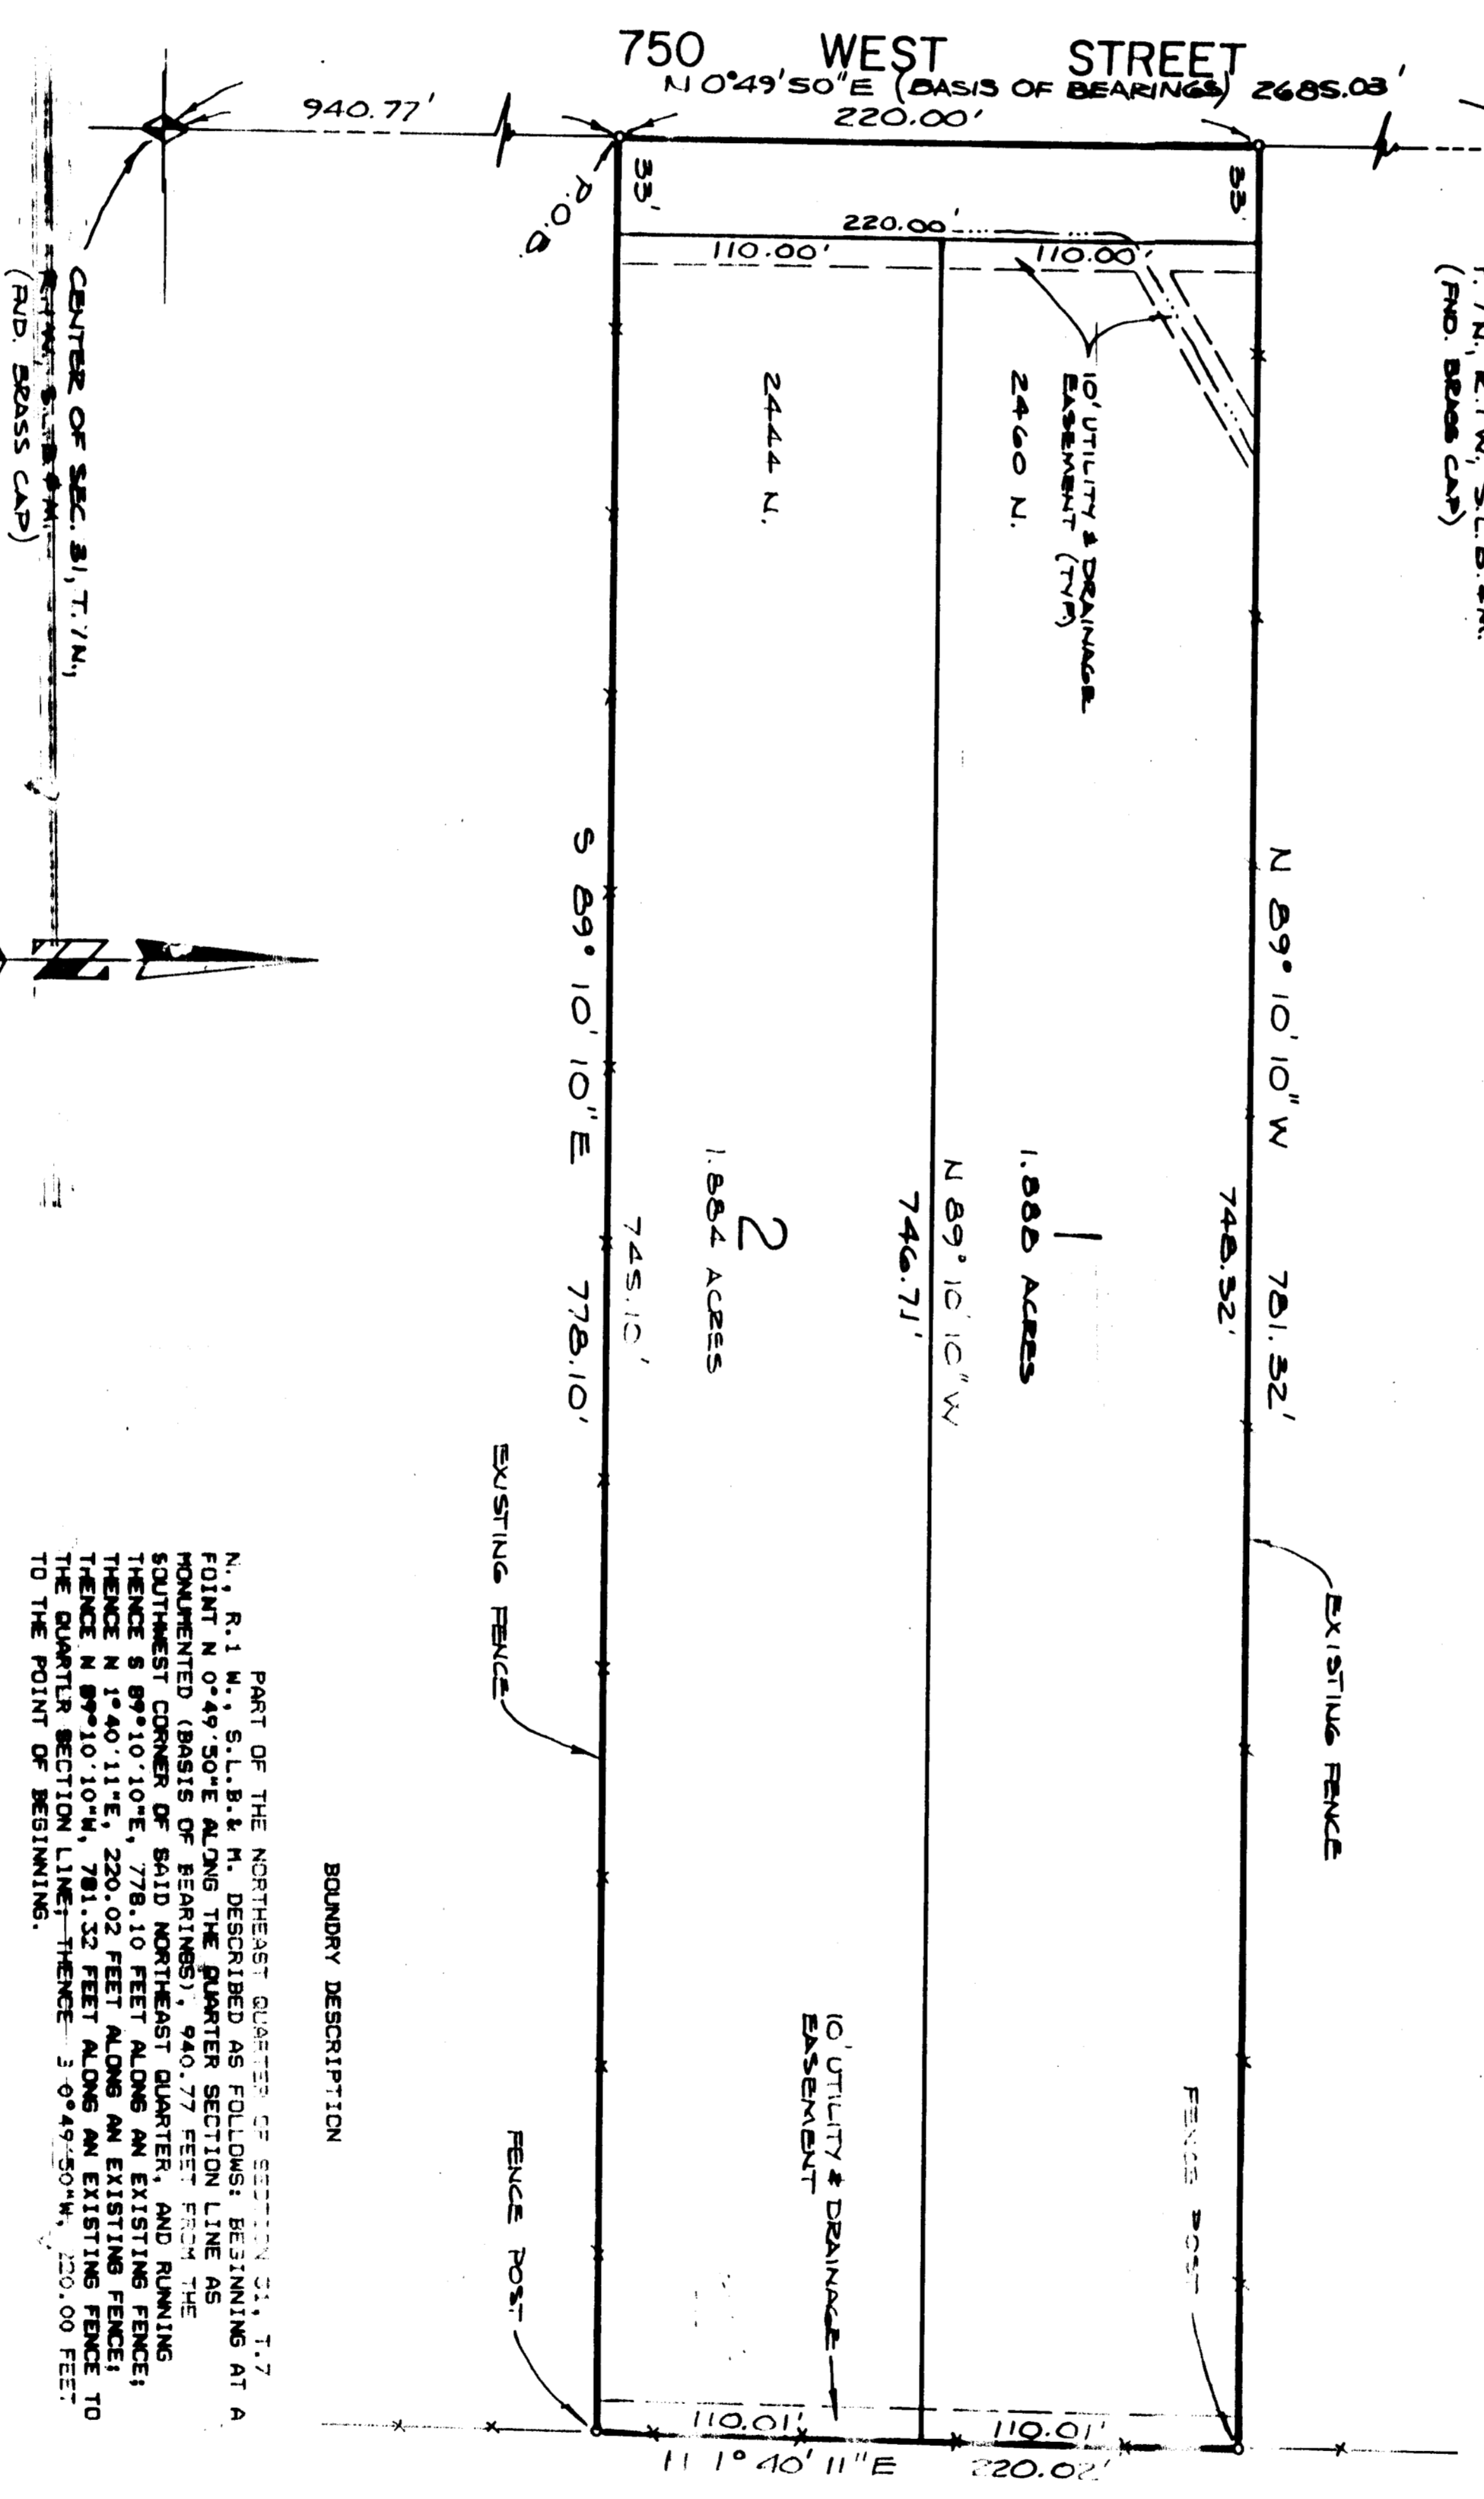 750 WEST STREET
N 0°49'50"E (BASIS OF BEARINGS) 2685.03'
940.77'
220.00'
P.O.B.
33'
33'
220.00'
110.00'
110.00'
CENTER OF SEC. 31, T.7N.,
R.1W., S.L.B.&M.
(FND. BRASS CAP)
(FND. BRASS CAP)
10' UTILITY & DRAINAGE
EASEMENT (TYP.)
2460 N.
2444 N.
N 89° 10' 10" W 781.32'
748.32'
1
1.888 ACRES
N 89° 10' 10" W
746.71'
2
1.884 ACRES
745.10'
S 89° 10' 10" E 778.10'
EXISTING FENCE
EXISTING FENCE
10' UTILITY & DRAINAGE
EASEMENT
FENCE POST
FENCE POST
110.01'
110.01'
1° 40' 11" E
220.02'
BOUNDRY DESCRIPTION
PART OF THE NORTHEAST QUARTER OF SECTION 31, T.7
N., R.1 W., S.L.B.& M. DESCRIBED AS FOLLOWS: BEGINNING AT A
POINT N 0°49'50"E ALONG THE QUARTER SECTION LINE AS
MONUMENTED (BASIS OF BEARINGS), 940.77 FEET FROM THE
SOUTHWEST CORNER OF SAID NORTHEAST QUARTER, AND RUNNING
THENCE S 89°10'10"E, 778.10 FEET ALONG AN EXISTING FENCE;
THENCE N 1°40'11"E, 220.02 FEET ALONG AN EXISTING FENCE;
THENCE N 89°10'10"W, 781.32 FEET ALONG AN EXISTING FENCE TO
THE QUARTER SECTION LINE; THENCE S 0°49'50"W, 220.00 FEET
TO THE POINT OF BEGINNING.